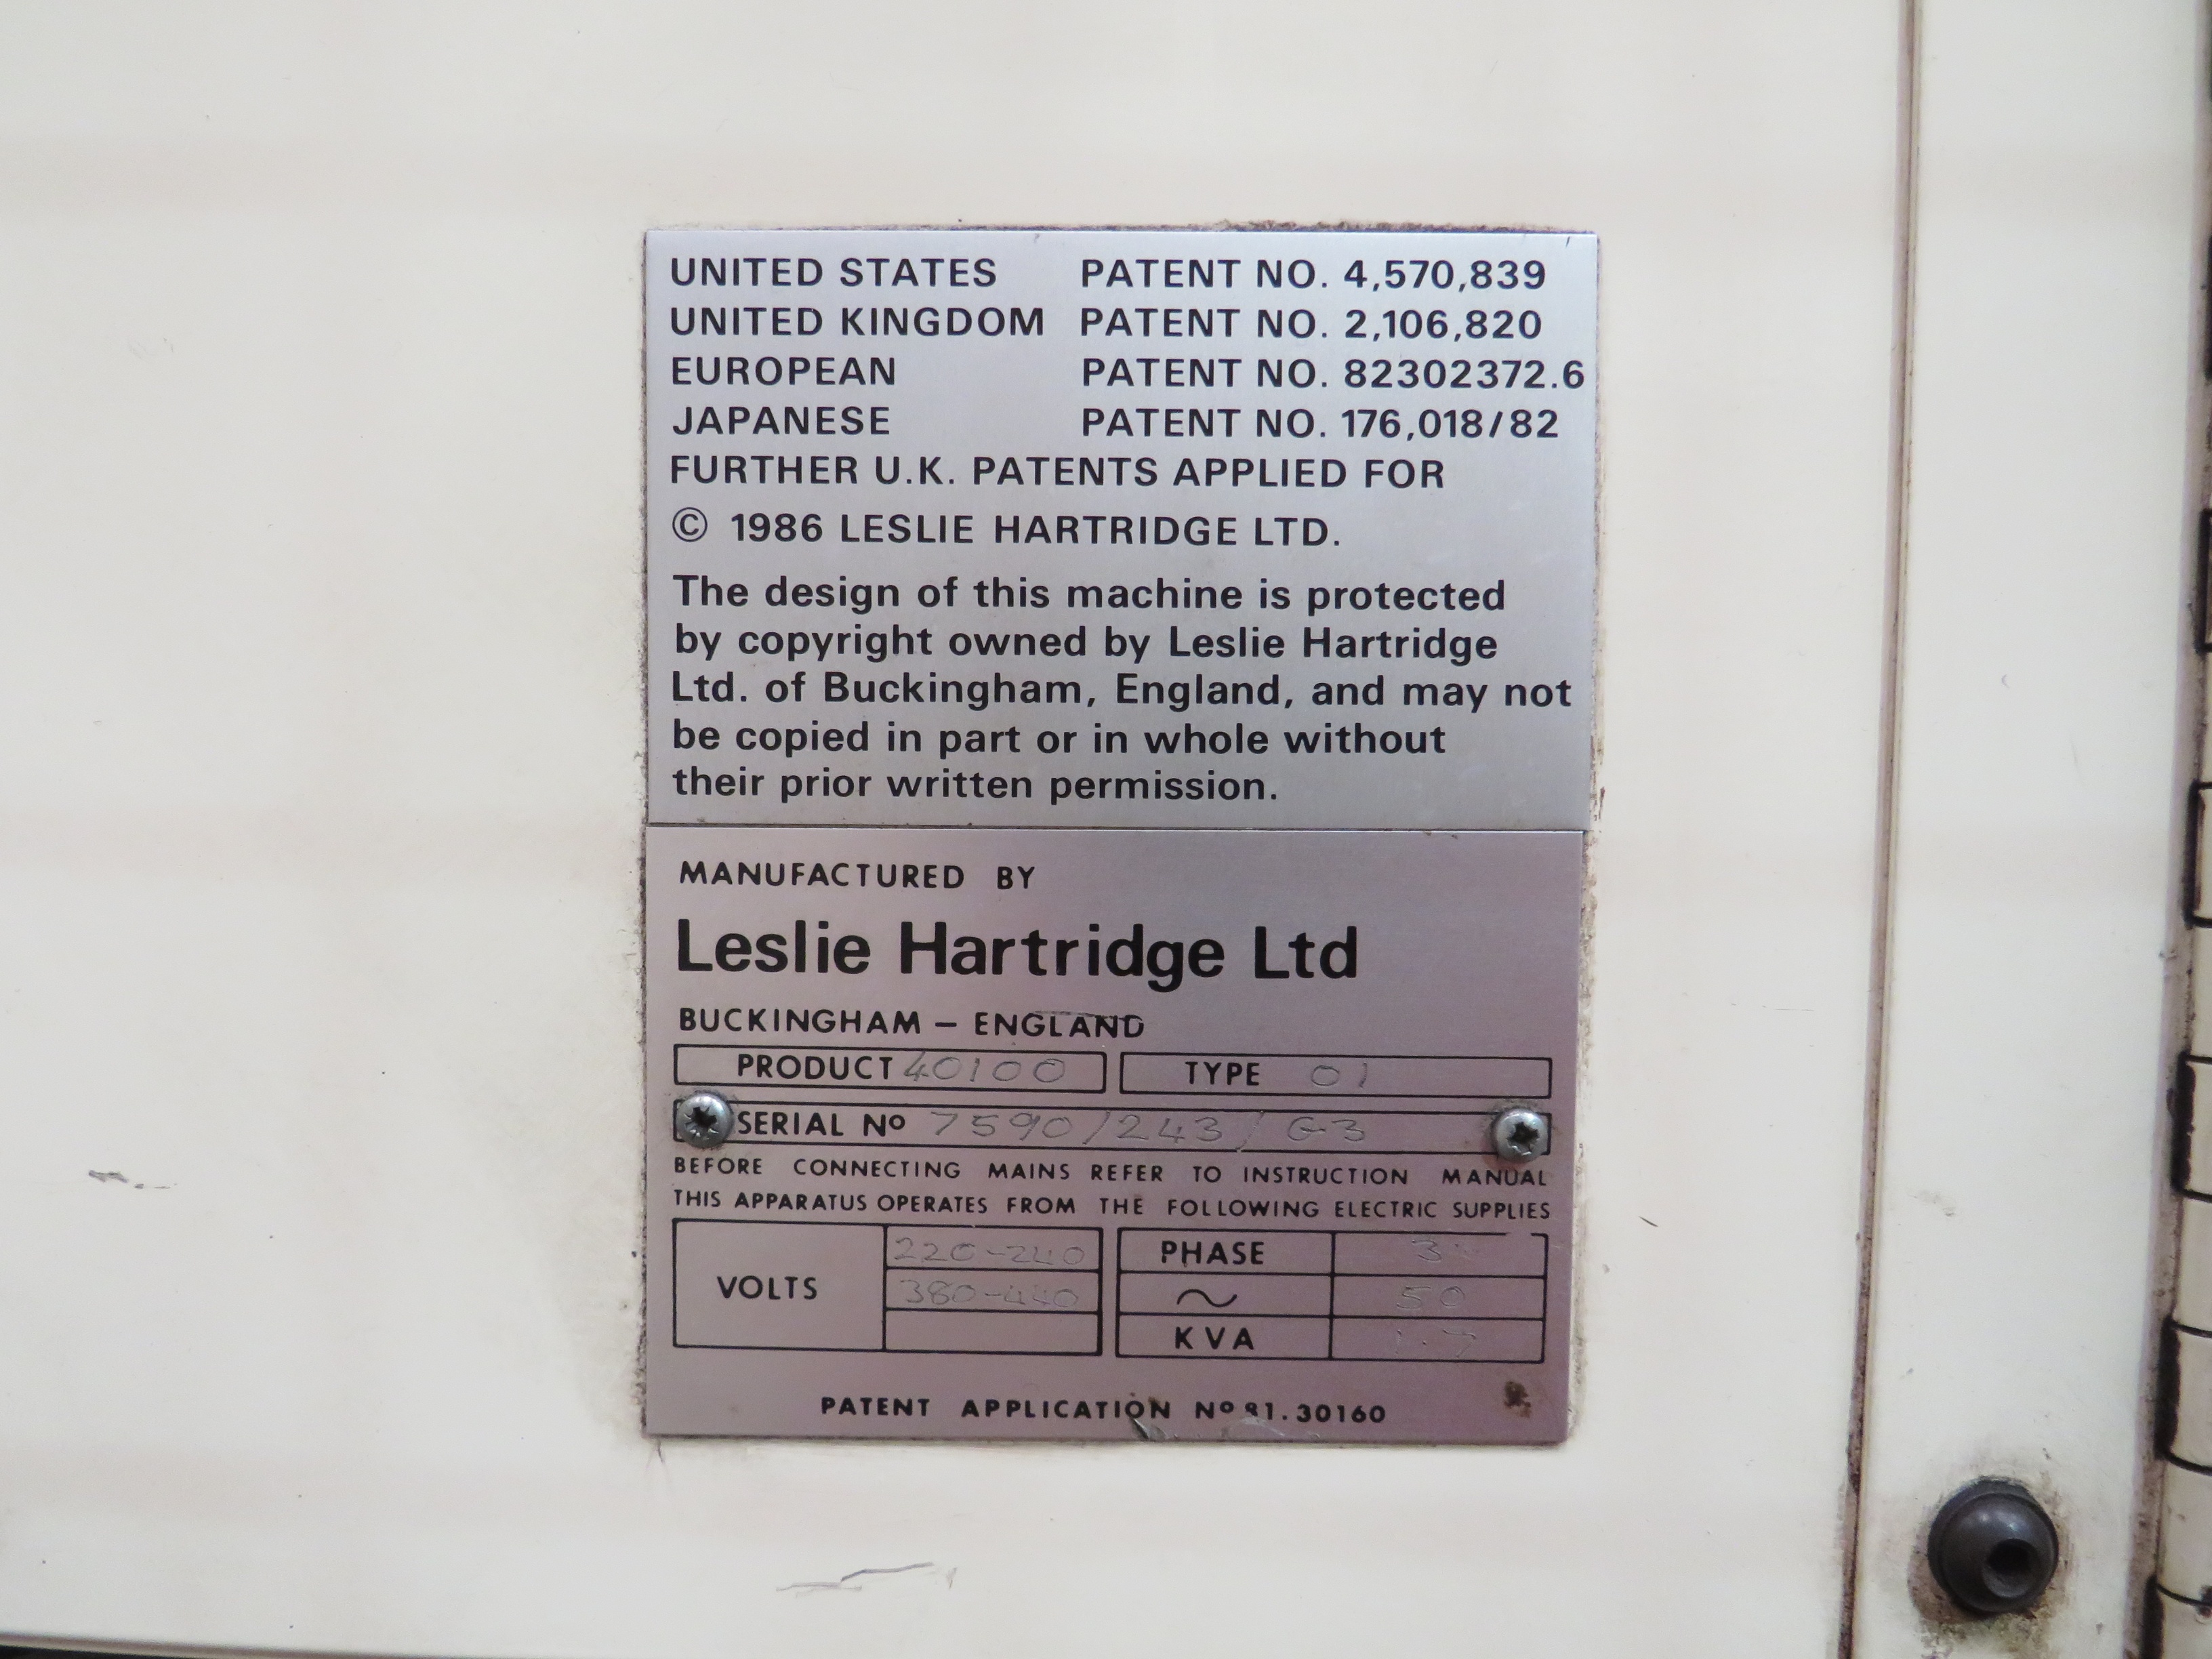 UNITED STATES PATENT NO. 4,570,839
UNITED KINGDOM PATENT NO. 2,106,820
EUROPEAN PATENT NO. 82302372.6
JAPANESE PATENT NO. 176,018/82
FURTHER U.K. PATENTS APPLIED FOR
© 1986 LESLIE HARTRIDGE LTD.
The design of this machine is protected
by copyright owned by Leslie Hartridge
Ltd. of Buckingham, England, and may not
be copied in part or in whole without
their prior written permission.
MANUFACTURED BY
Leslie Hartridge Ltd
BUCKINGHAM – ENGLAND
PRODUCT 40100 TYPE 01
SERIAL Nº 7590/243/G3
BEFORE CONNECTING MAINS REFER TO INSTRUCTION MANUAL
THIS APPARATUS OPERATES FROM THE FOLLOWING ELECTRIC SUPPLIES
VOLTS 220-240 PHASE 3
380-440 ~ 50
KVA 1.7
PATENT APPLICATION Nº 81.30160